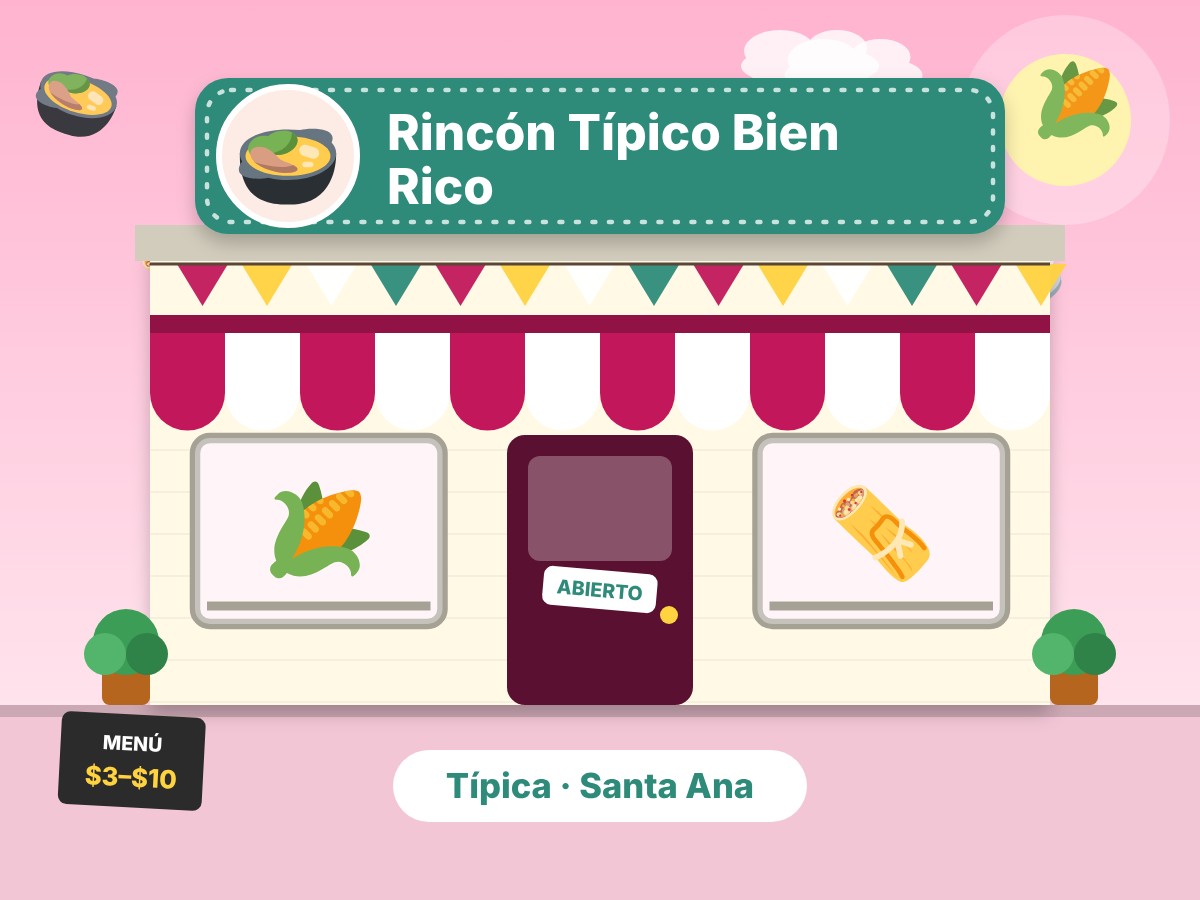 Rincón Típico Bien
Rico
ABIERTO
MENÚ
$3–$10
Típica · Santa Ana